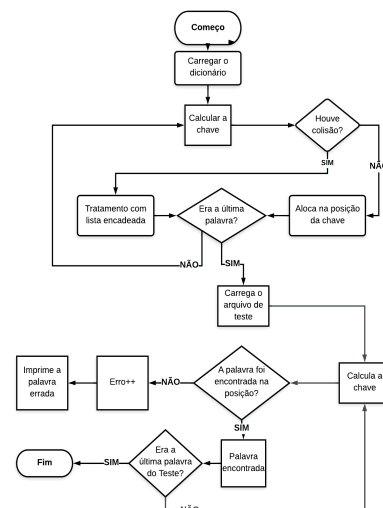 Começo
Carregar o
dicionário
Calcular a
chave
Houve
colisão?
SIM
NÃO
Tratamento com
lista encadeada
Era a última
palavra?
Aloca na posição
da chave
NÃO
SIM
Carrega o
arquivo de
teste
Imprime a
palavra
errada
Erro++
NÃO
A palavra foi
encontrada na
posição?
Calcula a
chave
SIM
Fim
SIM
Era a
última palavra
do Teste?
Palavra
encontrada
NÃO